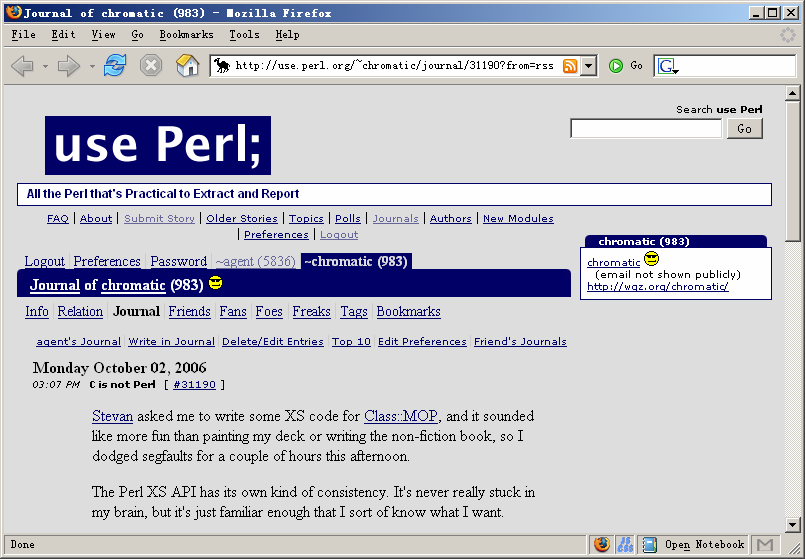 Journal of chromatic (983) - Mozilla Firefox
File Edit View Go Bookmarks Tools Help
http://use.perl.org/~chromatic/journal/31190?from=rss Go G
Search use Perl
Go
use Perl;
All the Perl that's Practical to Extract and Report
FAQ | About | Submit Story | Older Stories | Topics | Polls | Journals | Authors | New Modules
| Preferences | Logout
chromatic (983)
chromatic
(email not shown publicly)
http://wgz.org/chromatic/
Logout Preferences Password ~agent (5836) ~chromatic (983)
Journal of chromatic (983)
Info Relation Journal Friends Fans Foes Freaks Tags Bookmarks
agent's Journal Write in Journal Delete/Edit Entries Top 10 Edit Preferences Friend's Journals
Monday October 02, 2006
03:07 PM C is not Perl [ #31190 ]
Stevan asked me to write some XS code for Class::MOP, and it sounded
like more fun than painting my deck or writing the non-fiction book, so I
dodged segfaults for a couple of hours this afternoon.
The Perl XS API has its own kind of consistency. It's never really stuck in
my brain, but it's just familiar enough that I sort of know what I want.
Done JS CSS Open Notebook